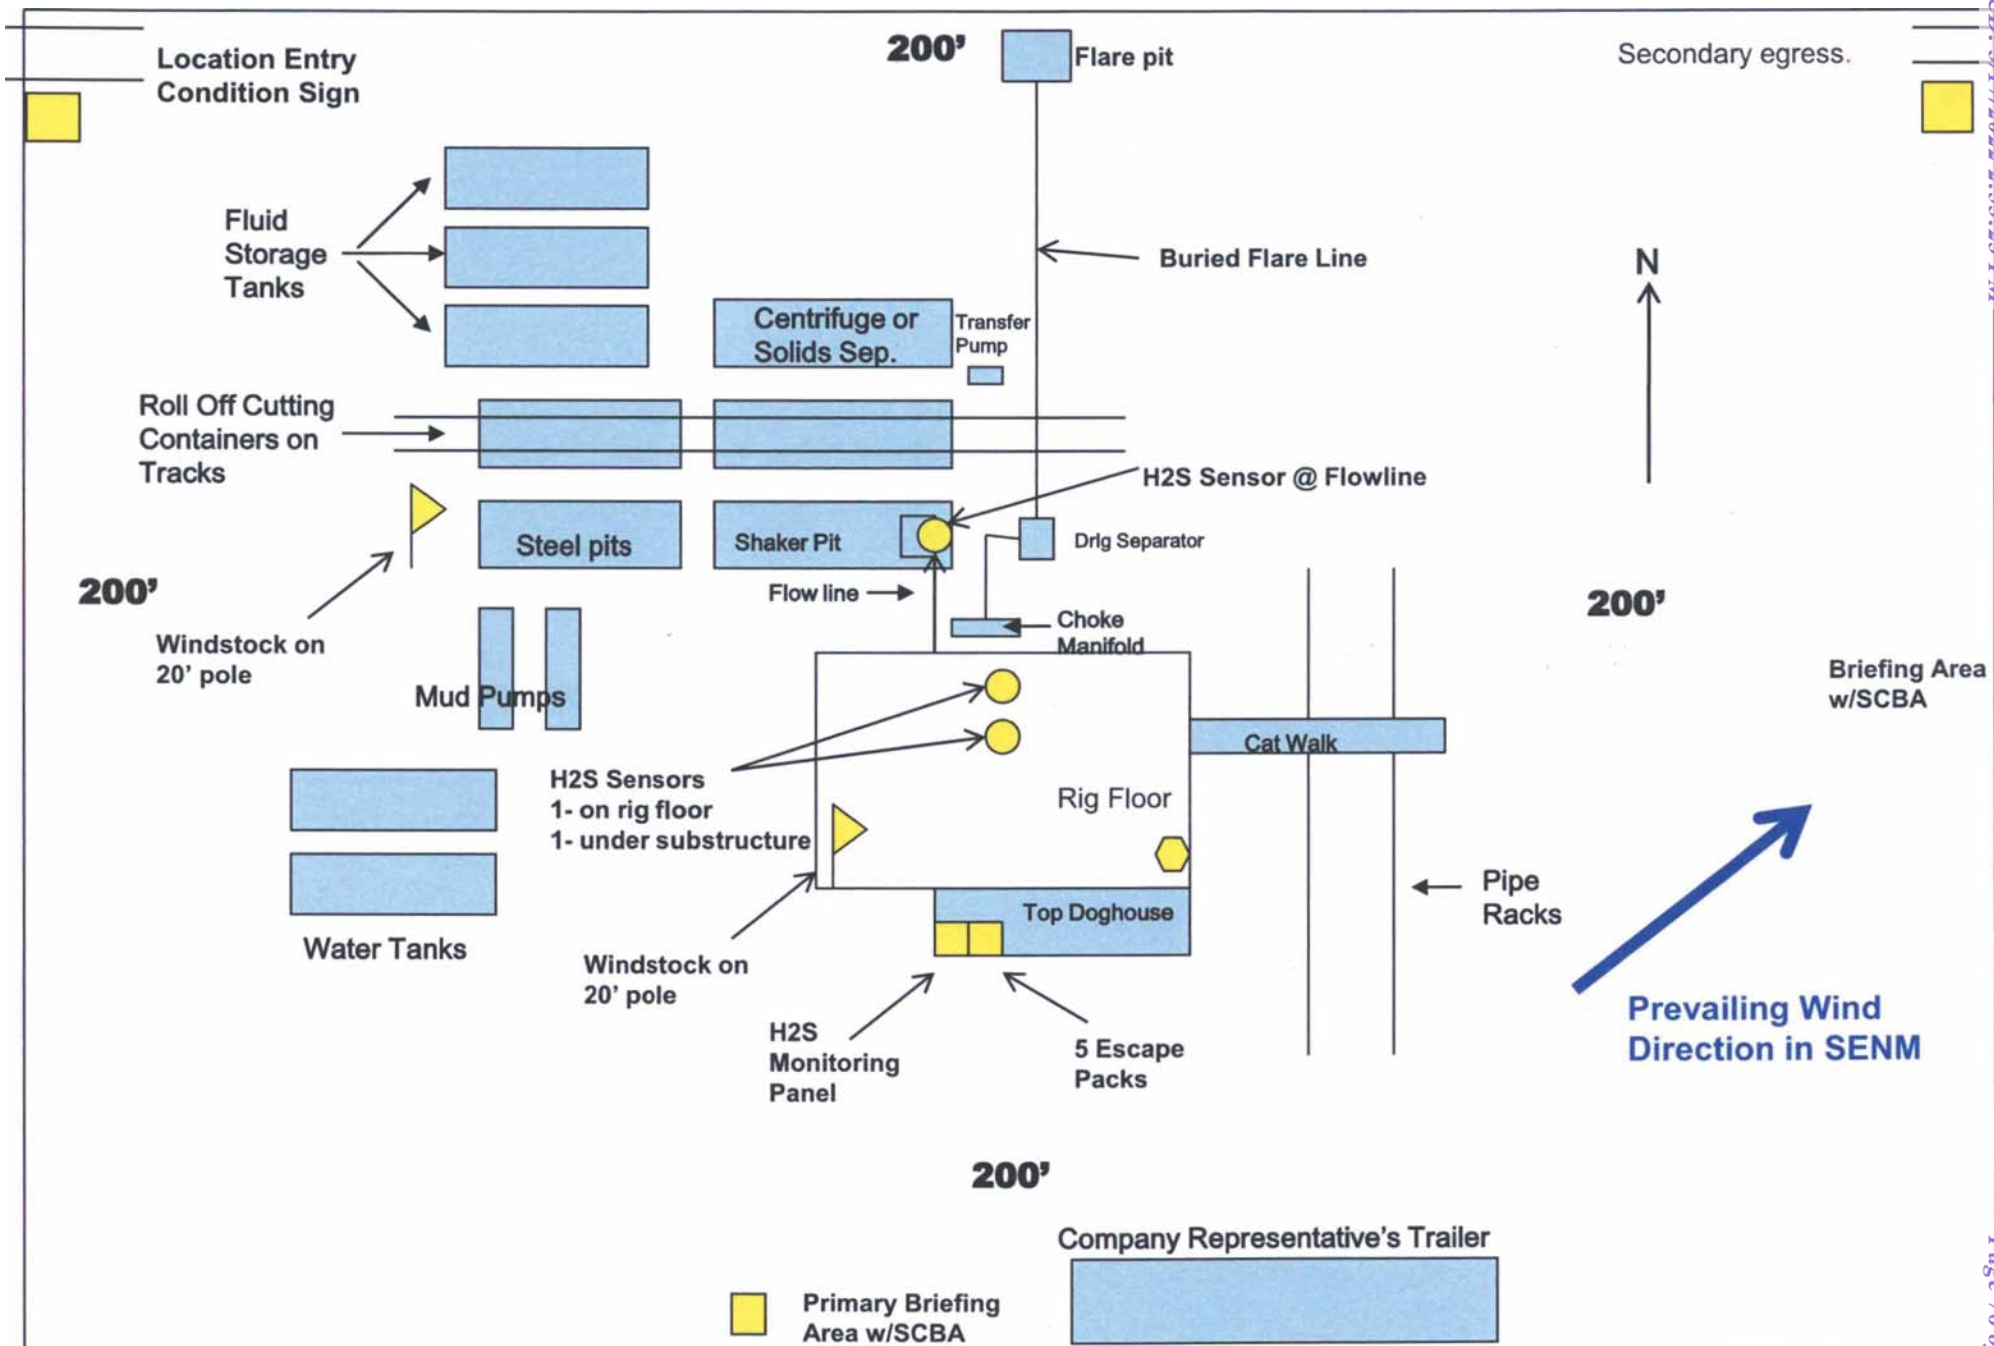 200'
Flare pit
Location Entry
Condition Sign
Secondary egress.
Fluid
Storage
Tanks
Buried Flare Line
N
Centrifuge or
Solids Sep.
Transfer
Pump
Roll Off Cutting
Containers on
Tracks
H2S Sensor @ Flowline
Steel pits
Shaker Pit
Drlg Separator
200'
Flow line
200'
Choke
Manifold
Windstock on
20' pole
Mud Pumps
Briefing Area
w/SCBA
Cat Walk
H2S Sensors
1- on rig floor
1- under substructure
Rig Floor
Pipe
Racks
Top Doghouse
Water Tanks
Windstock on
20' pole
H2S
Monitoring
Panel
5 Escape
Packs
Prevailing Wind
Direction in SENM
200'
Company Representative's Trailer
Primary Briefing
Area w/SCBA